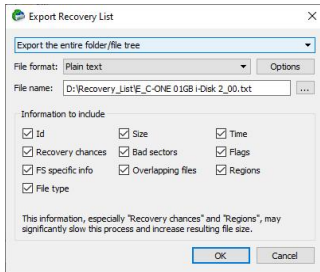 Export Recovery List
Export the entire folder/file tree
File format: Plain text Options
File name: D:\Recovery_List\E_C-ONE 01GB i-Disk 2_00.txt ...
Information to include
Id Size Time
Recovery chances Bad sectors Flags
FS specific info Overlapping files Regions
File type
This information, especially "Recovery chances" and "Regions", may
significantly slow this process and increase resulting file size.
OK Cancel